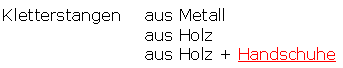 Kletterstangen aus Metall
aus Holz
aus Holz + Handschuhe